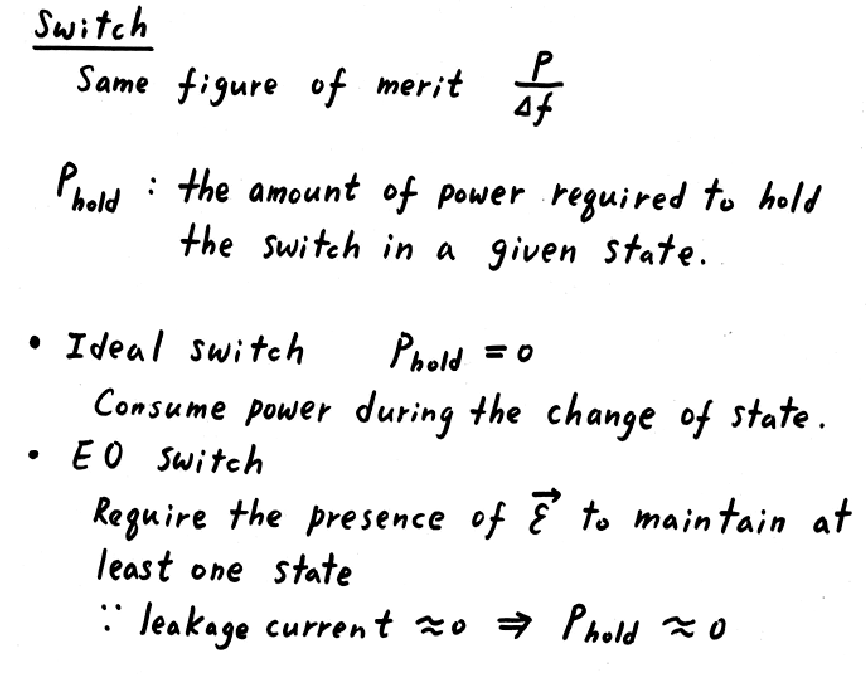 Switch
Same figure of merit P/Δf
P_hold : the amount of power required to hold
the switch in a given state.
• Ideal switch P_hold = 0
Consume power during the change of state.
• EO switch
Require the presence of ℰ⃗ to maintain at
least one state
∵ leakage current ≈0 ⇒ P_hold ≈ 0